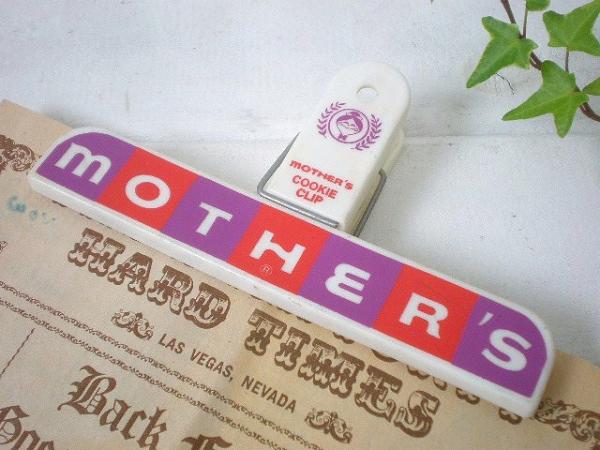 MOTHER'S
COOKIE
CLIP
MOTHER'S
®
HARD
TIMES
LAS VEGAS, NEVADA
Back